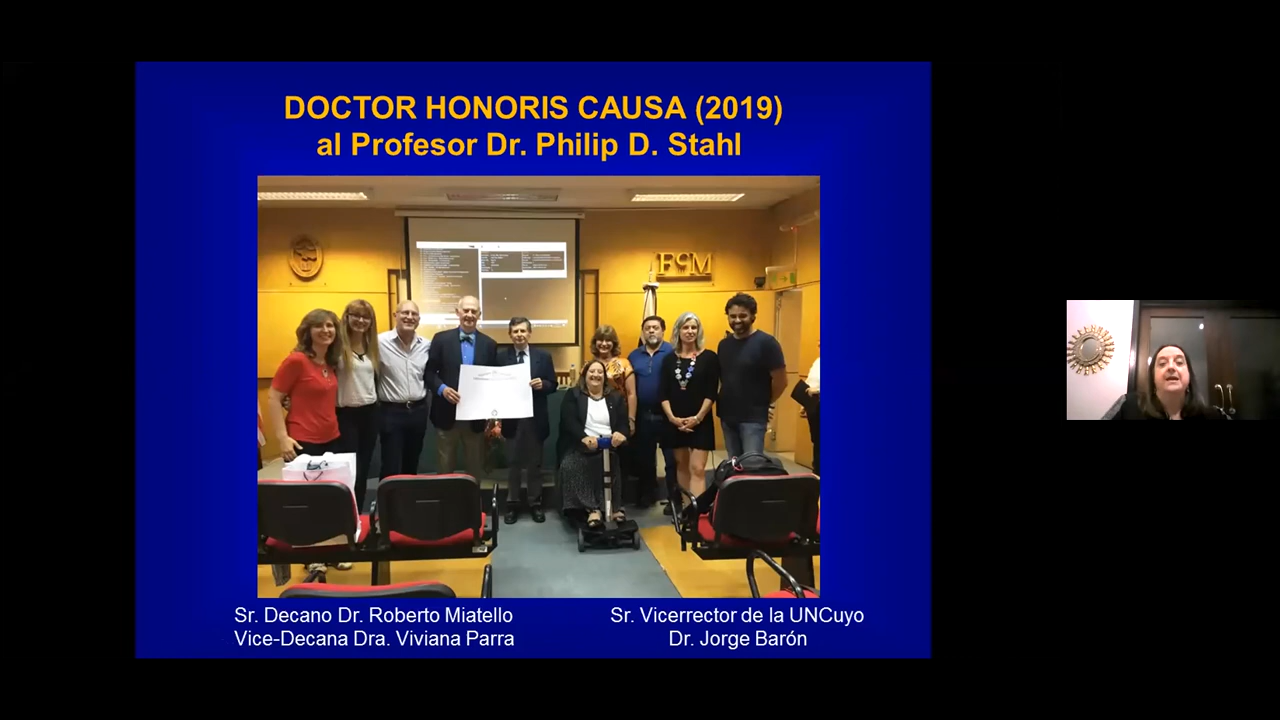 DOCTOR HONORIS CAUSA (2019)
al Profesor Dr. Philip D. Stahl
FCM
Sr. Decano Dr. Roberto Miatello
Vice-Decana Dra. Viviana Parra
Sr. Vicerrector de la UNCuyo
Dr. Jorge Barón